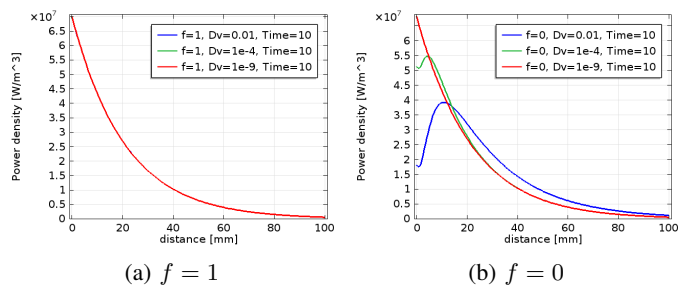 ×10⁷
6.5
6
5.5
5
4.5
4
3.5
3
2.5
2
1.5
1
0.5
0
Power density [W/m^3]
f=1, Dv=0.01, Time=10
f=1, Dv=1e-4, Time=10
f=1, Dv=1e-9, Time=10
0 20 40 60 80 100
distance [mm]
(a) f = 1
×10⁷
6.5
6
5.5
5
4.5
4
3.5
3
2.5
2
1.5
1
0.5
0
Power density [W/m^3]
f=0, Dv=0.01, Time=10
f=0, Dv=1e-4, Time=10
f=0, Dv=1e-9, Time=10
0 20 40 60 80 100
distance [mm]
(b) f = 0